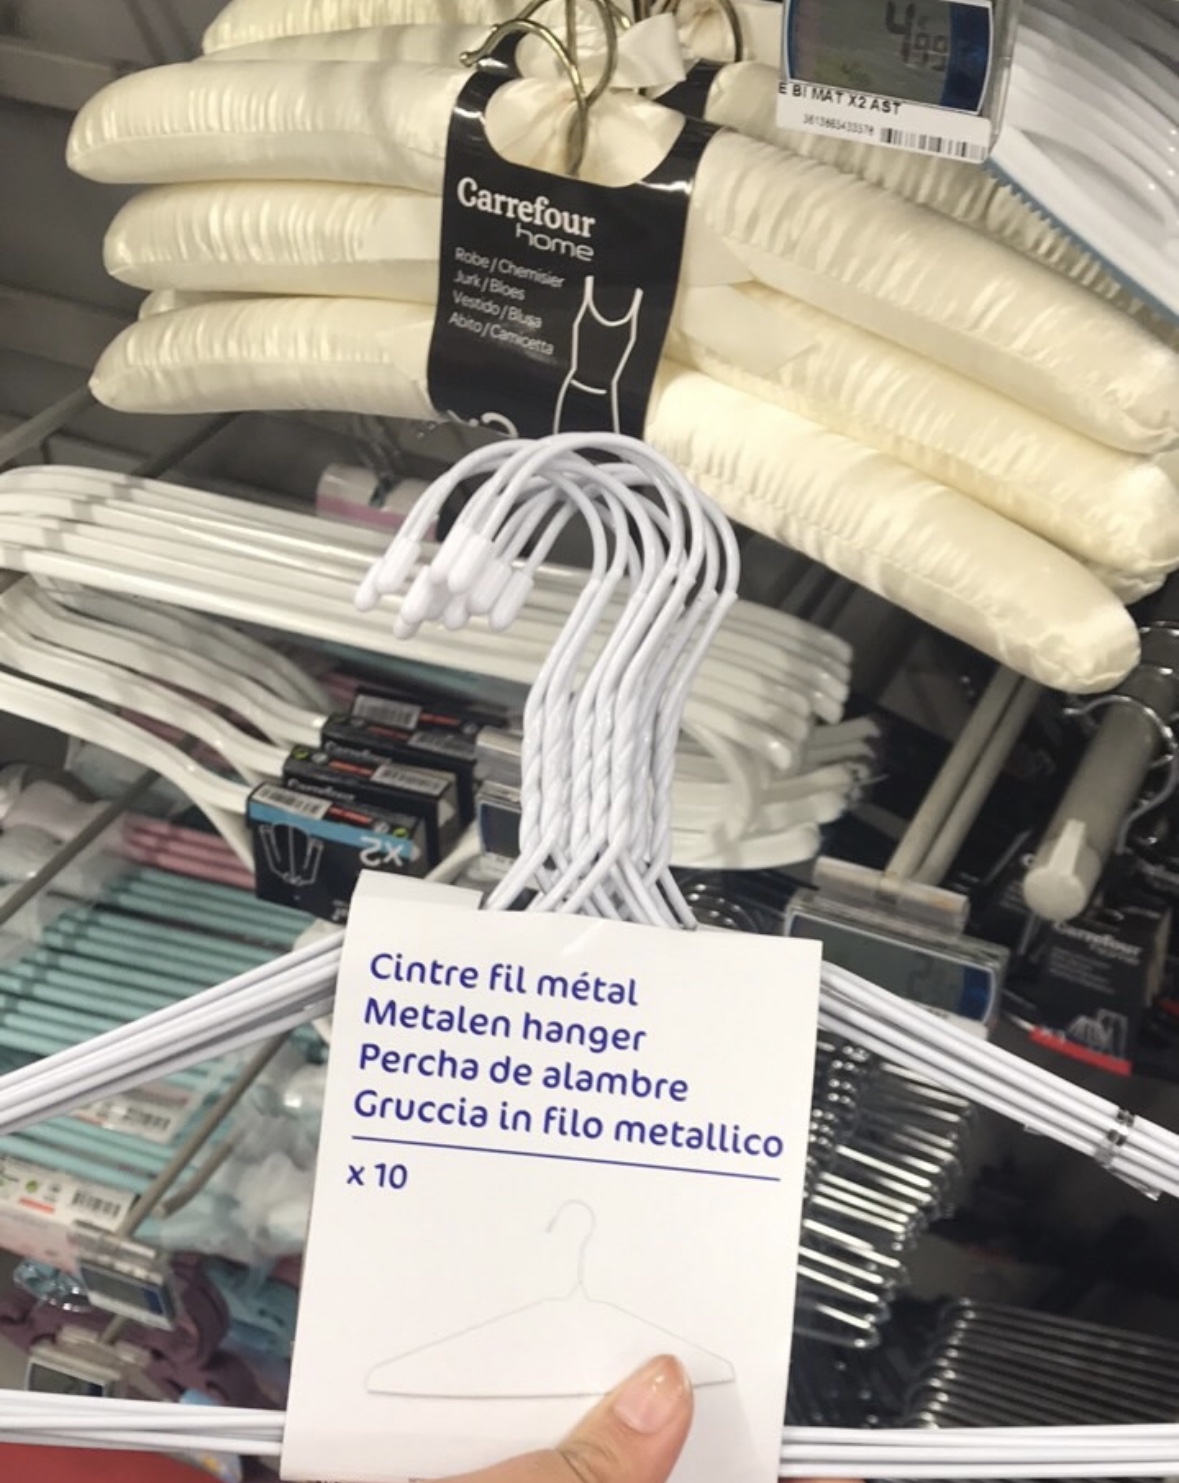 E BI MAT X2 AST
Carrefour
home
Robe / Chemisier
Jurk / Bloes
Vestido / Blusa
Abito / Camicetta
x2
Carrefour
Cintre fil métal
Metalen hanger
Percha de alambre
Gruccia in filo metallico
x 10